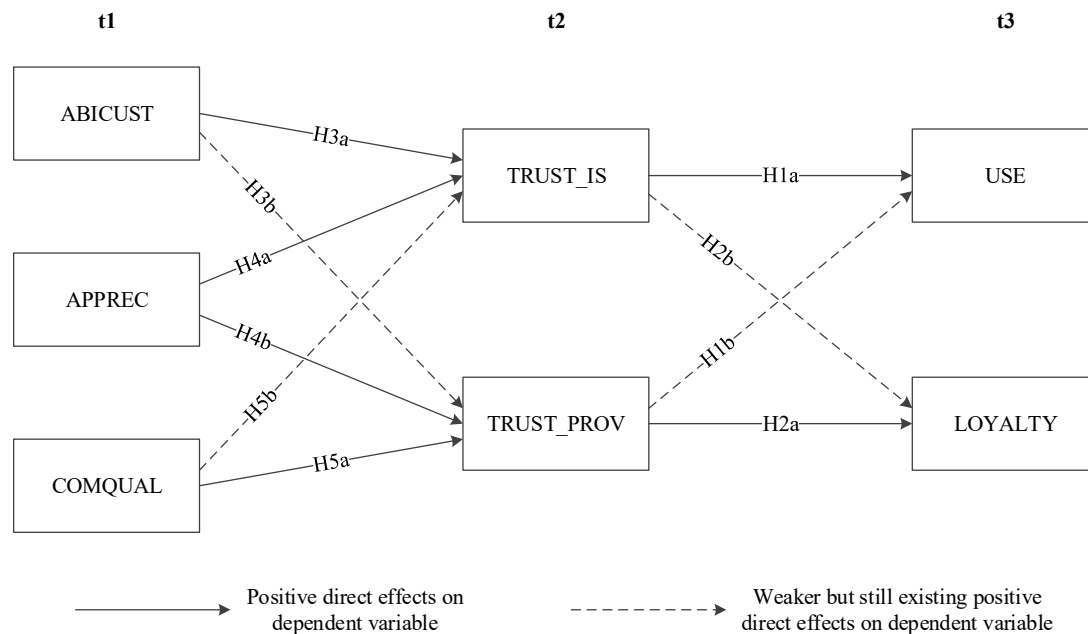 t1
t2
t3
ABICUST
APPREC
COMQUAL
H3a
H3b
H4a
H4b
H5b
H5a
TRUST_IS
TRUST_PROV
H1a
H2b
H1b
H2a
USE
LOYALTY
Positive direct effects on
dependent variable
Weaker but still existing positive
direct effects on dependent variable